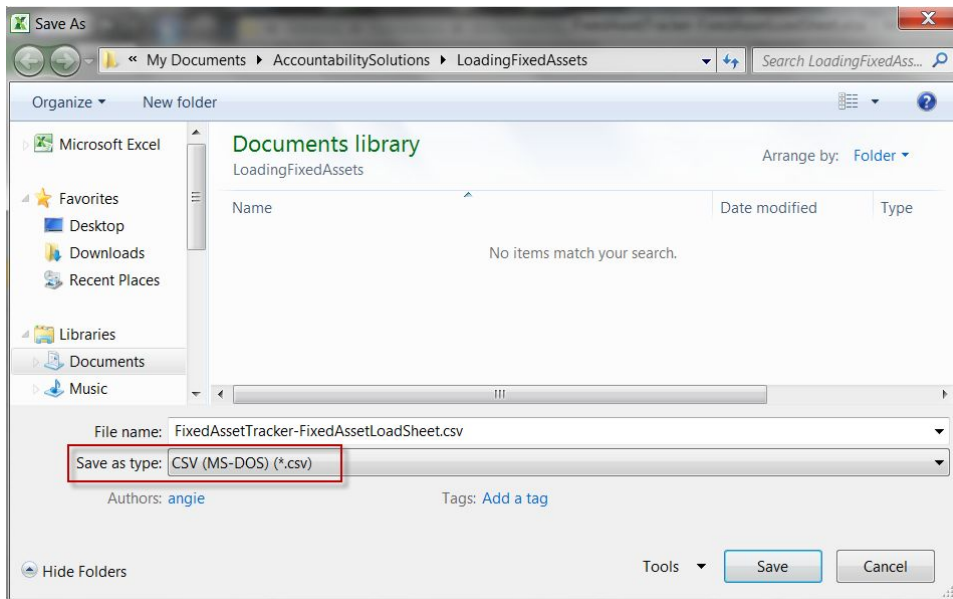 Save As
« My Documents ▸ AccountabilitySolutions ▸ LoadingFixedAssets
Search LoadingFixedAss...
Organize
New folder
Microsoft Excel
Favorites
Desktop
Downloads
Recent Places
Libraries
Documents
Music
Documents library
LoadingFixedAssets
Arrange by: Folder
Name Date modified Type
No items match your search.
File name: FixedAssetTracker-FixedAssetLoadSheet.csv
Save as type: CSV (MS-DOS) (*.csv)
Authors: angie Tags: Add a tag
Hide Folders Tools Save Cancel